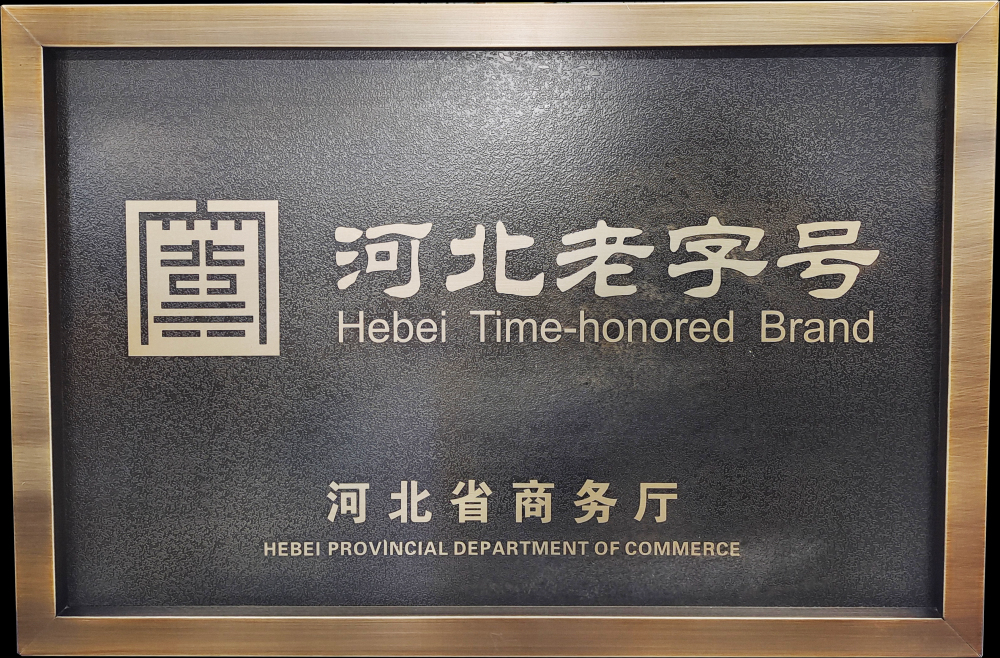 河北老字号
Hebei Time-honored Brand
河北省商务厅
HEBEI PROVINCIAL DEPARTMENT OF COMMERCE